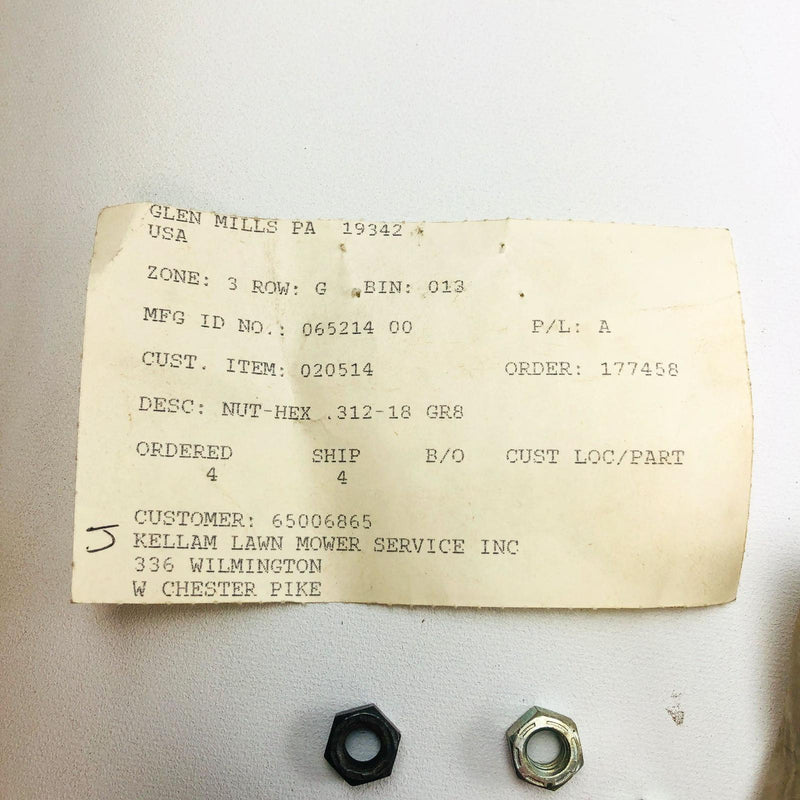 GLEN MILLS PA 19342
USA
ZONE: 3 ROW: G BIN: 013
MFG ID NO.: 065214 00 P/L: A
CUST. ITEM: 020514 ORDER: 177458
DESC: NUT-HEX .312-18 GR8
ORDERED SHIP B/O CUST LOC/PART
4 4
CUSTOMER: 65006865
J KELLAM LAWN MOWER SERVICE INC
336 WILMINGTON
W CHESTER PIKE